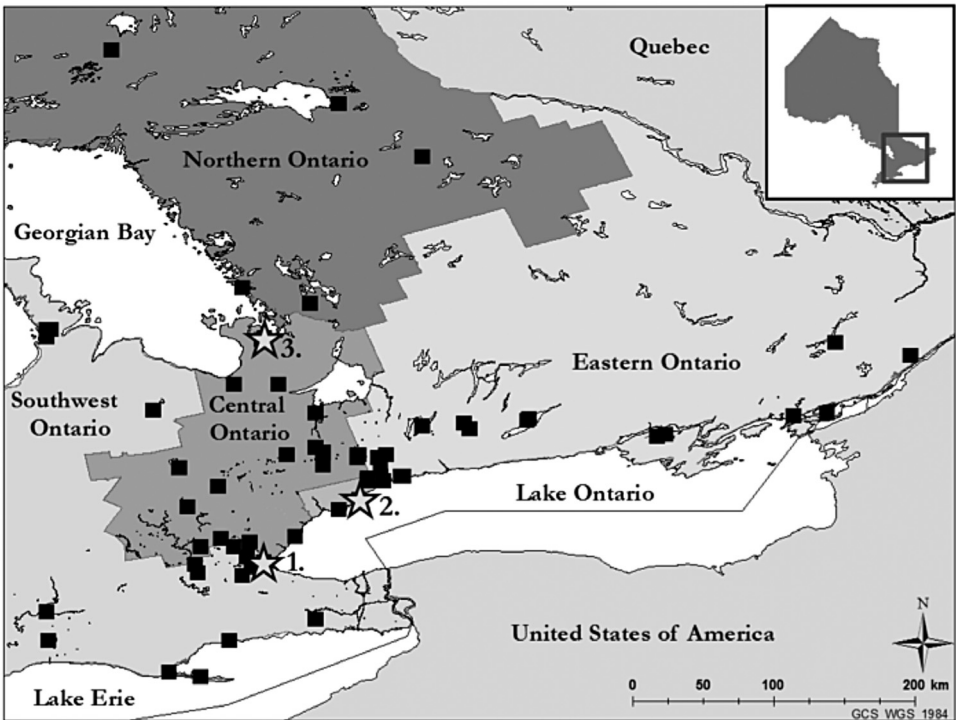 Quebec
Northern Ontario
Georgian Bay
3.
Eastern Ontario
Southwest
Ontario
Central
Ontario
Lake Ontario
2.
1.
N
United States of America
Lake Erie
0 50 100 200 km
GCS WGS 1984